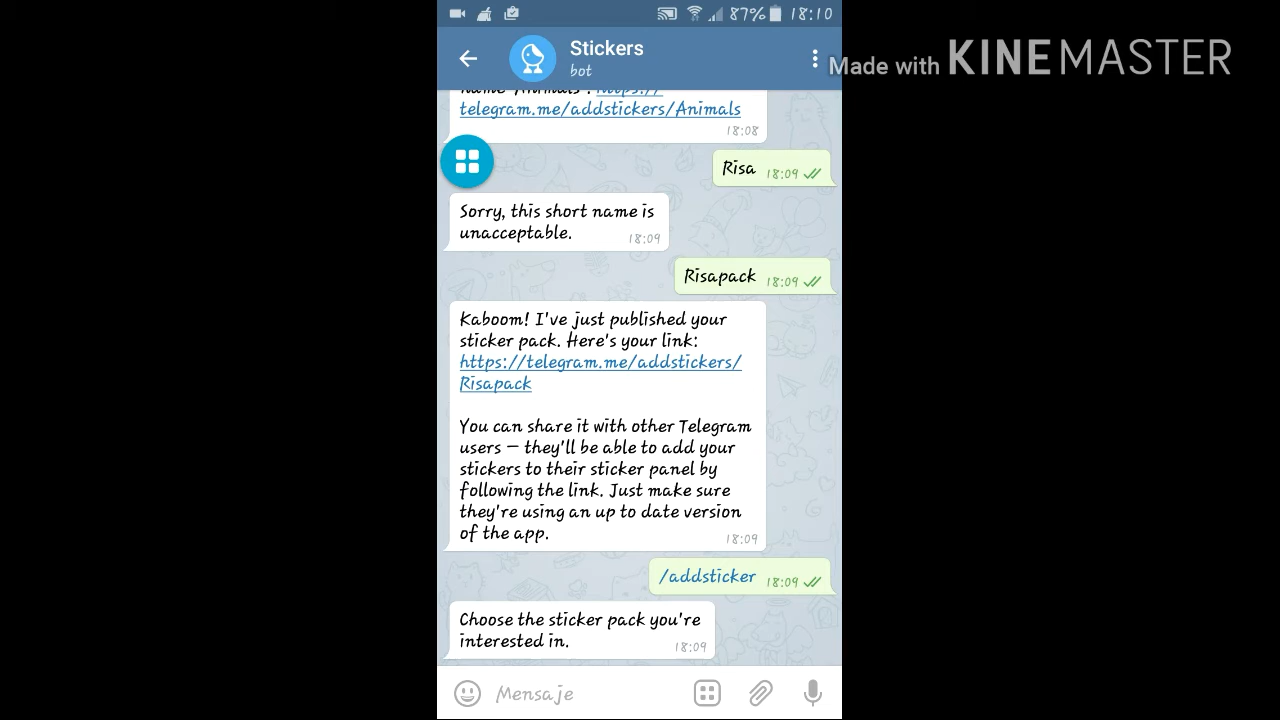 87% 18:10
Stickers
bot
Made with KINEMASTER
name 'Animals': https://
telegram.me/addstickers/Animals
18:08
Risa 18:09
Sorry, this short name is
unacceptable. 18:09
Risapack 18:09
Kaboom! I've just published your
sticker pack. Here's your link:
https://telegram.me/addstickers/
Risapack
You can share it with other Telegram
users — they'll be able to add your
stickers to their sticker panel by
following the link. Just make sure
they're using an up to date version
of the app. 18:09
/addsticker 18:09
Choose the sticker pack you're
interested in. 18:09
Mensaje